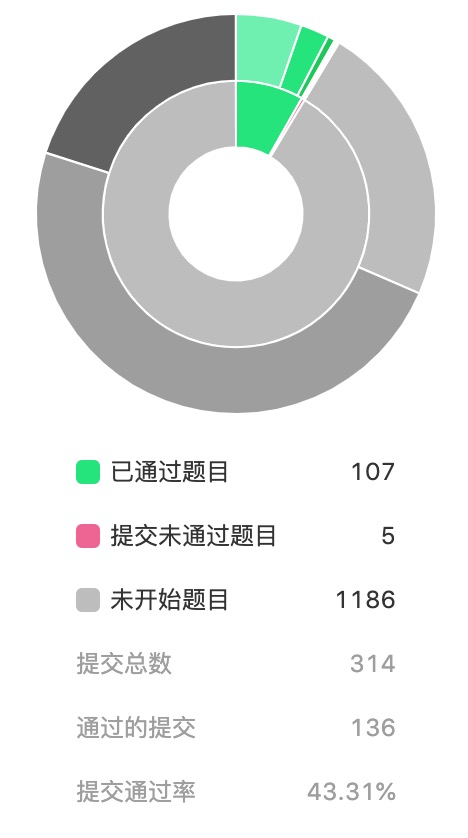 已通过题目 107
提交未通过题目 5
未开始题目 1186
提交总数 314
通过的提交 136
提交通过率 43.31%